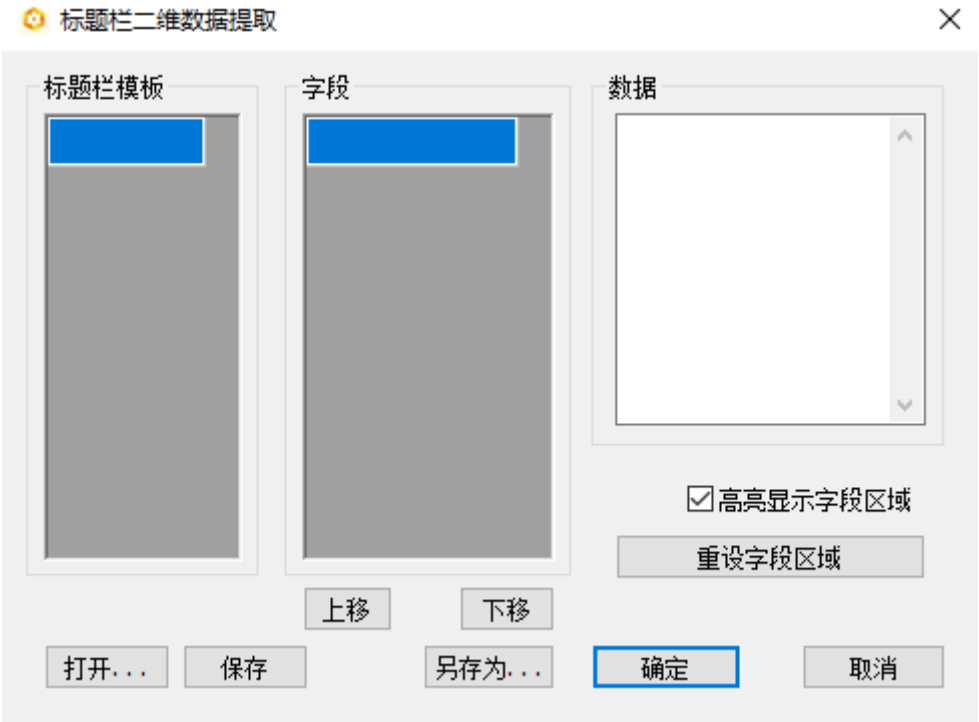 标题栏二维数据提取
标题栏模板
字段
数据
高亮显示字段区域
重设字段区域
上移
下移
打开...
保存
另存为...
确定
取消